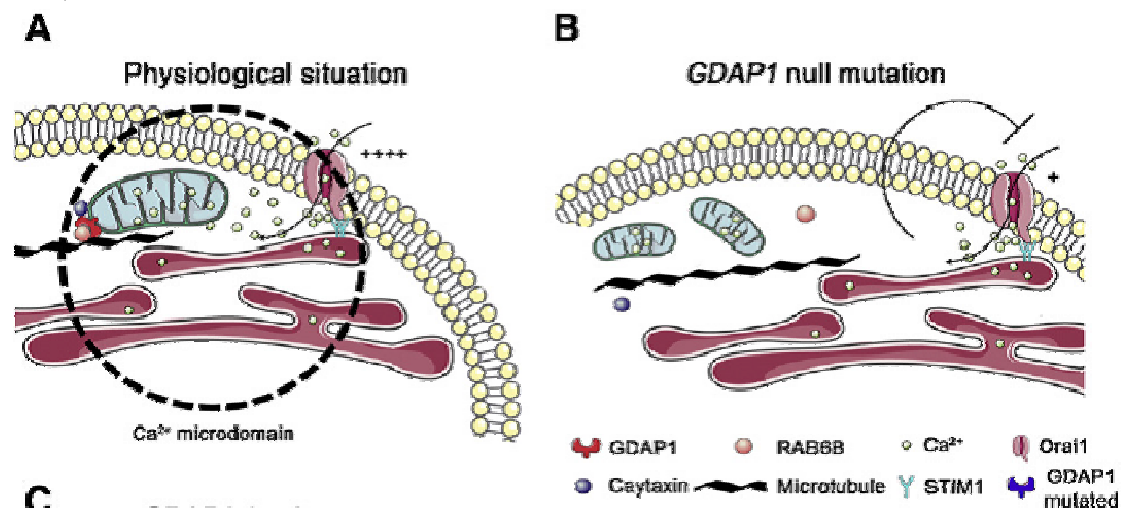 A
B
Physiological situation
GDAP1 null mutation
++++
+
Ca²⁺ microdomain
GDAP1
RAB6B
Ca²⁺
Orai1
Caytaxin
Microtubule
STIM1
GDAP1
mutated
C